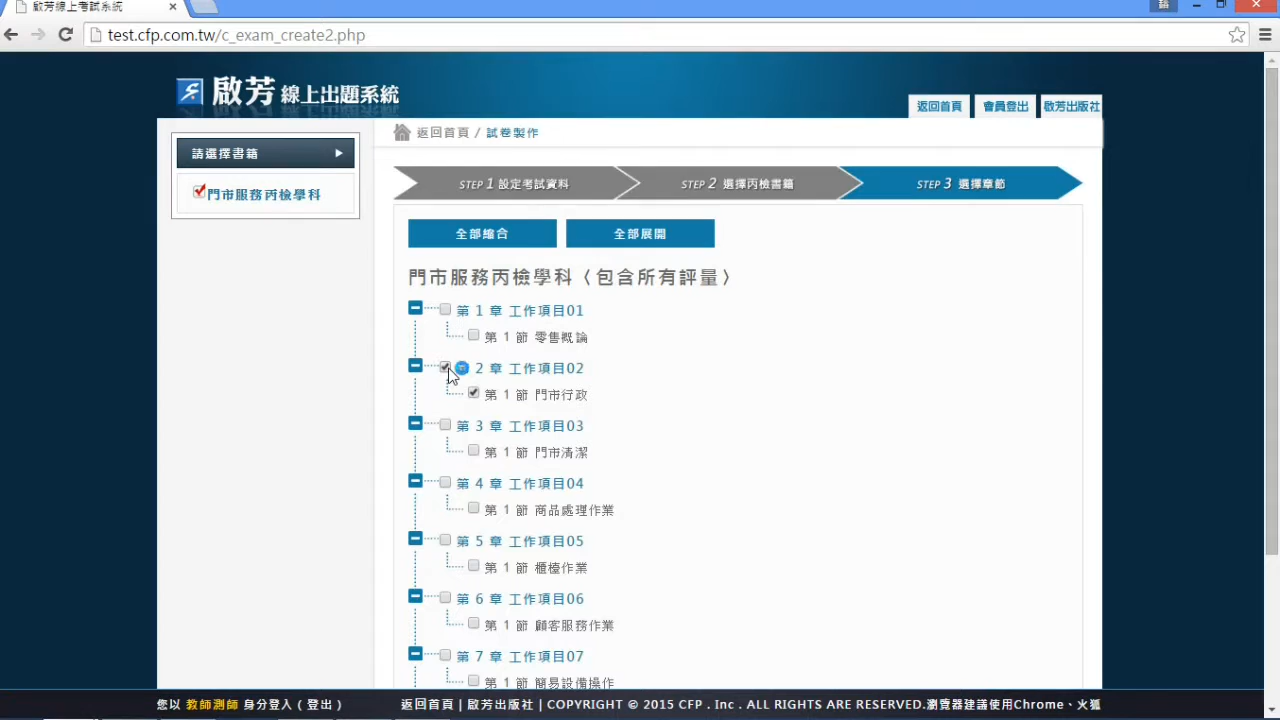 啟芳線上考試系統
test.cfp.com.tw/c_exam_create2.php
啟芳 線上出題系統
返回首頁 會員登出 啟芳出版社
請選擇書籍
門市服務丙檢學科
返回首頁 / 試卷製作
STEP 1 設定考試資料 STEP 2 選擇丙檢書籍 STEP 3 選擇章節
全部縮合 全部展開
門市服務丙檢學科〈包含所有評量〉
第 1 章 工作項目01
第 1 節 零售概論
2 章 工作項目02
第 1 節 門市行政
第 3 章 工作項目03
第 1 節 門市清潔
第 4 章 工作項目04
第 1 節 商品處理作業
第 5 章 工作項目05
第 1 節 櫃檯作業
第 6 章 工作項目06
第 1 節 顧客服務作業
第 7 章 工作項目07
第 1 節 簡易設備操作
您以 教師測師 身分登入 ( 登出 ) 返回首頁 | 啟芳出版社 | COPYRIGHT © 2015 CFP . Inc . ALL RIGHTS ARE RESERVED.瀏覽器建議使用Chrome、火狐